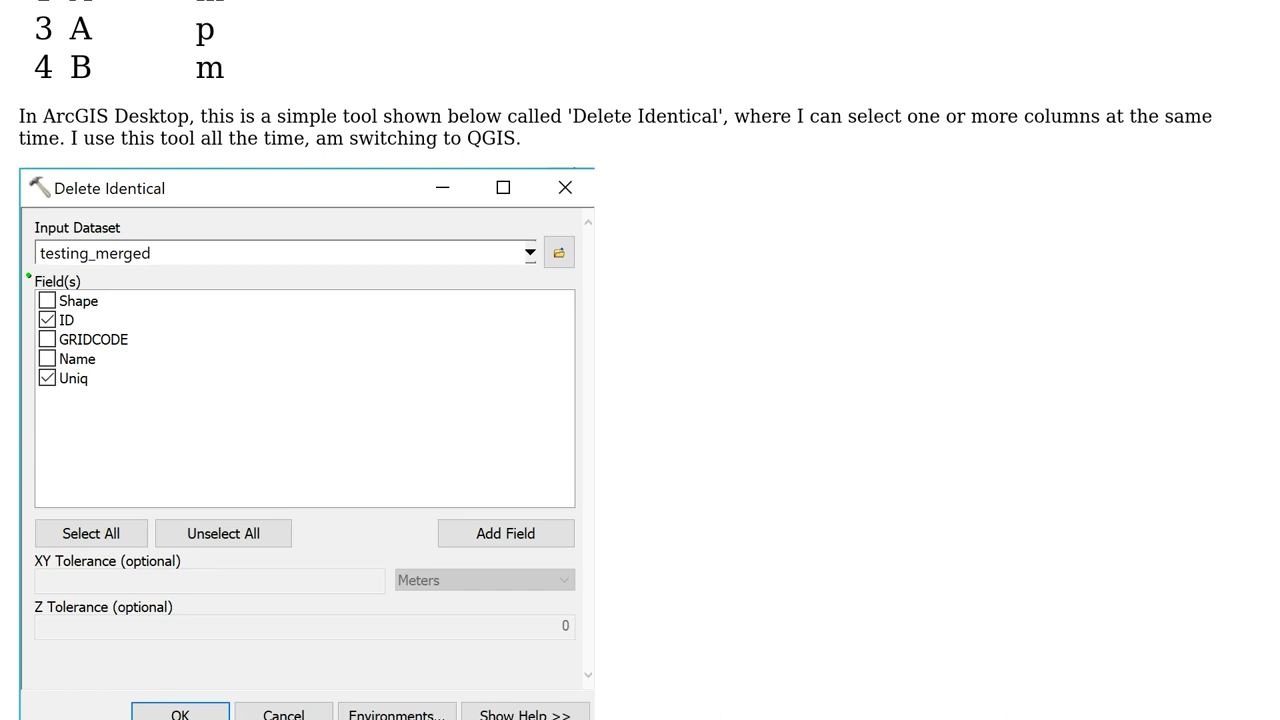 3 A p
4 B m
In ArcGIS Desktop, this is a simple tool shown below called 'Delete Identical', where I can select one or more columns at the same
time. I use this tool all the time, am switching to QGIS.
Delete Identical
Input Dataset
testing_merged
Field(s)
Shape
ID
GRIDCODE
Name
Uniq
Select All Unselect All Add Field
XY Tolerance (optional)
Meters
Z Tolerance (optional)
0
OK Cancel Environments... Show Help >>